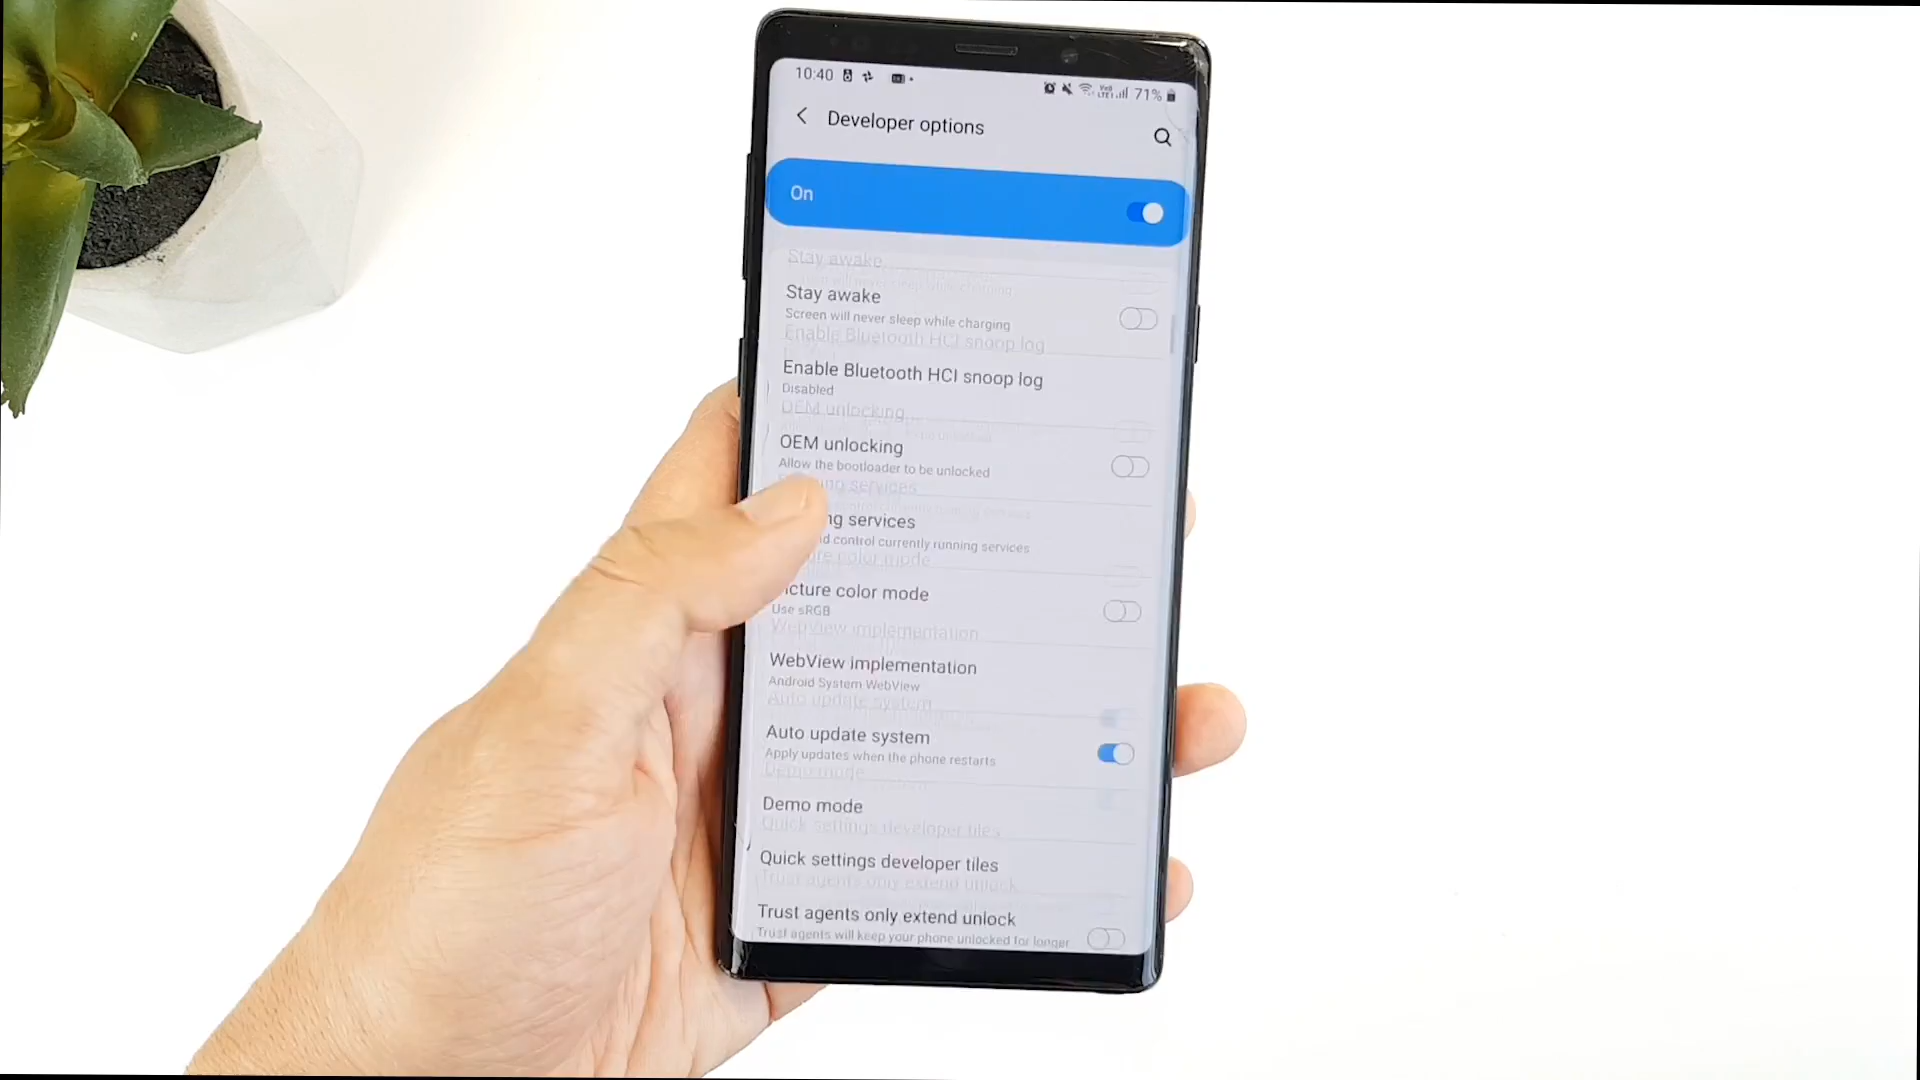 10:40
71%
Developer options
On
Stay awake
Screen will never sleep while charging
Enable Bluetooth HCI snoop log
Disabled
OEM unlocking
Allow the bootloader to be unlocked
ng services
d control currently running services
icture color mode
Use sRGB
WebView implementation
Android System WebView
Auto update system
Apply updates when the phone restarts
Demo mode
Quick settings developer tiles
Trust agents only extend unlock
Trust agents will keep your phone unlocked for longer